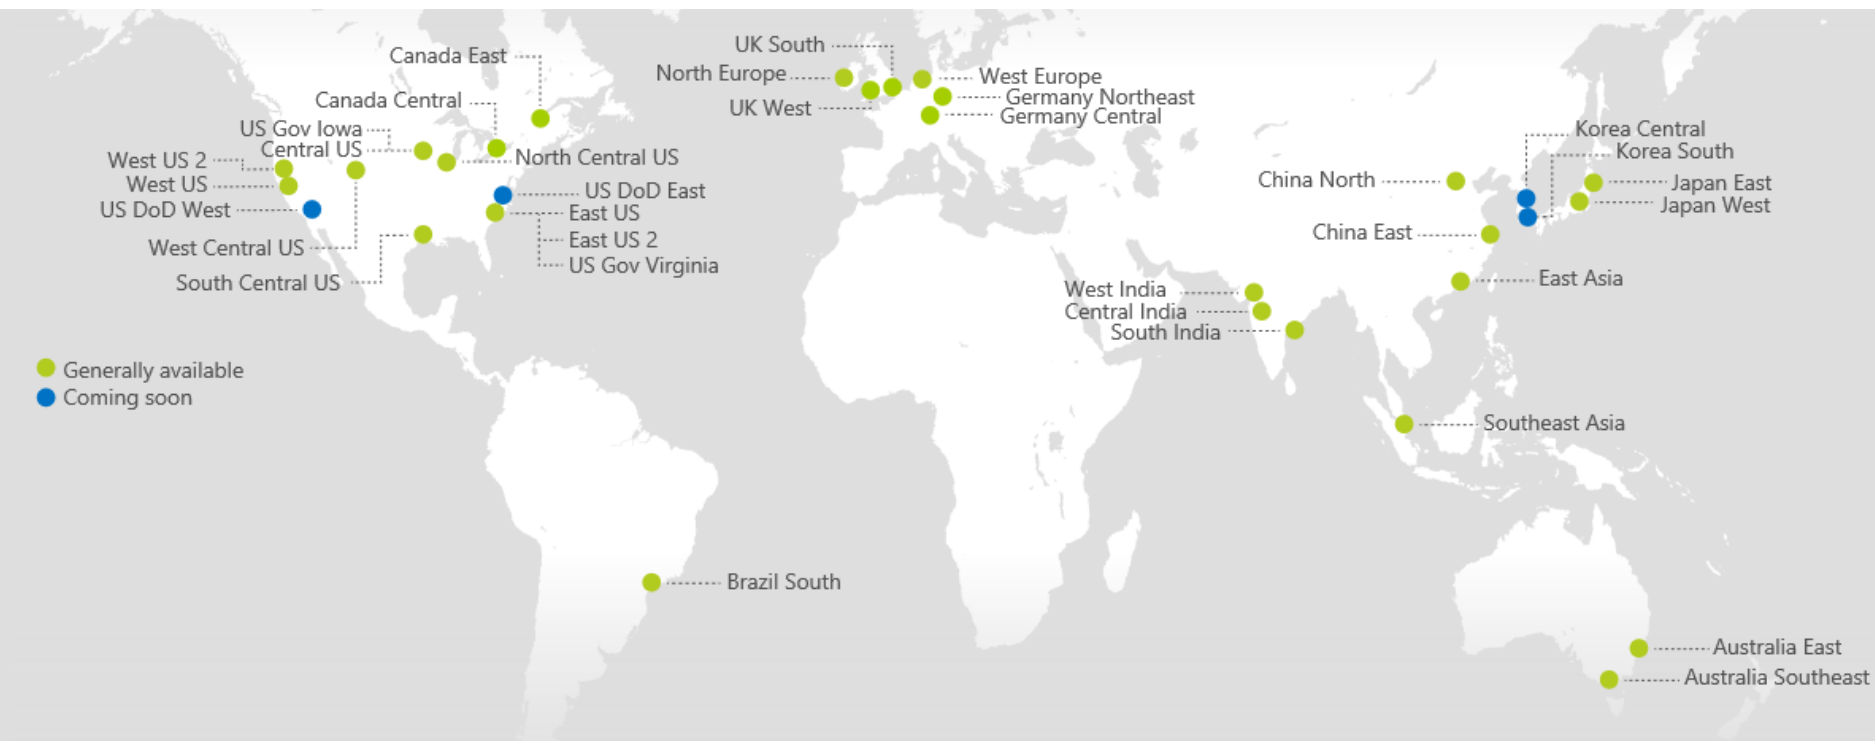 Canada East
Canada Central
US Gov Iowa
Central US
West US 2
West US
US DoD West
West Central US
South Central US
North Central US
US DoD East
East US
East US 2
US Gov Virginia
Generally available
Coming soon
Brazil South
UK South
North Europe
UK West
West Europe
Germany Northeast
Germany Central
Korea Central
Korea South
China North
Japan East
Japan West
China East
East Asia
West India
Central India
South India
Southeast Asia
Australia East
Australia Southeast